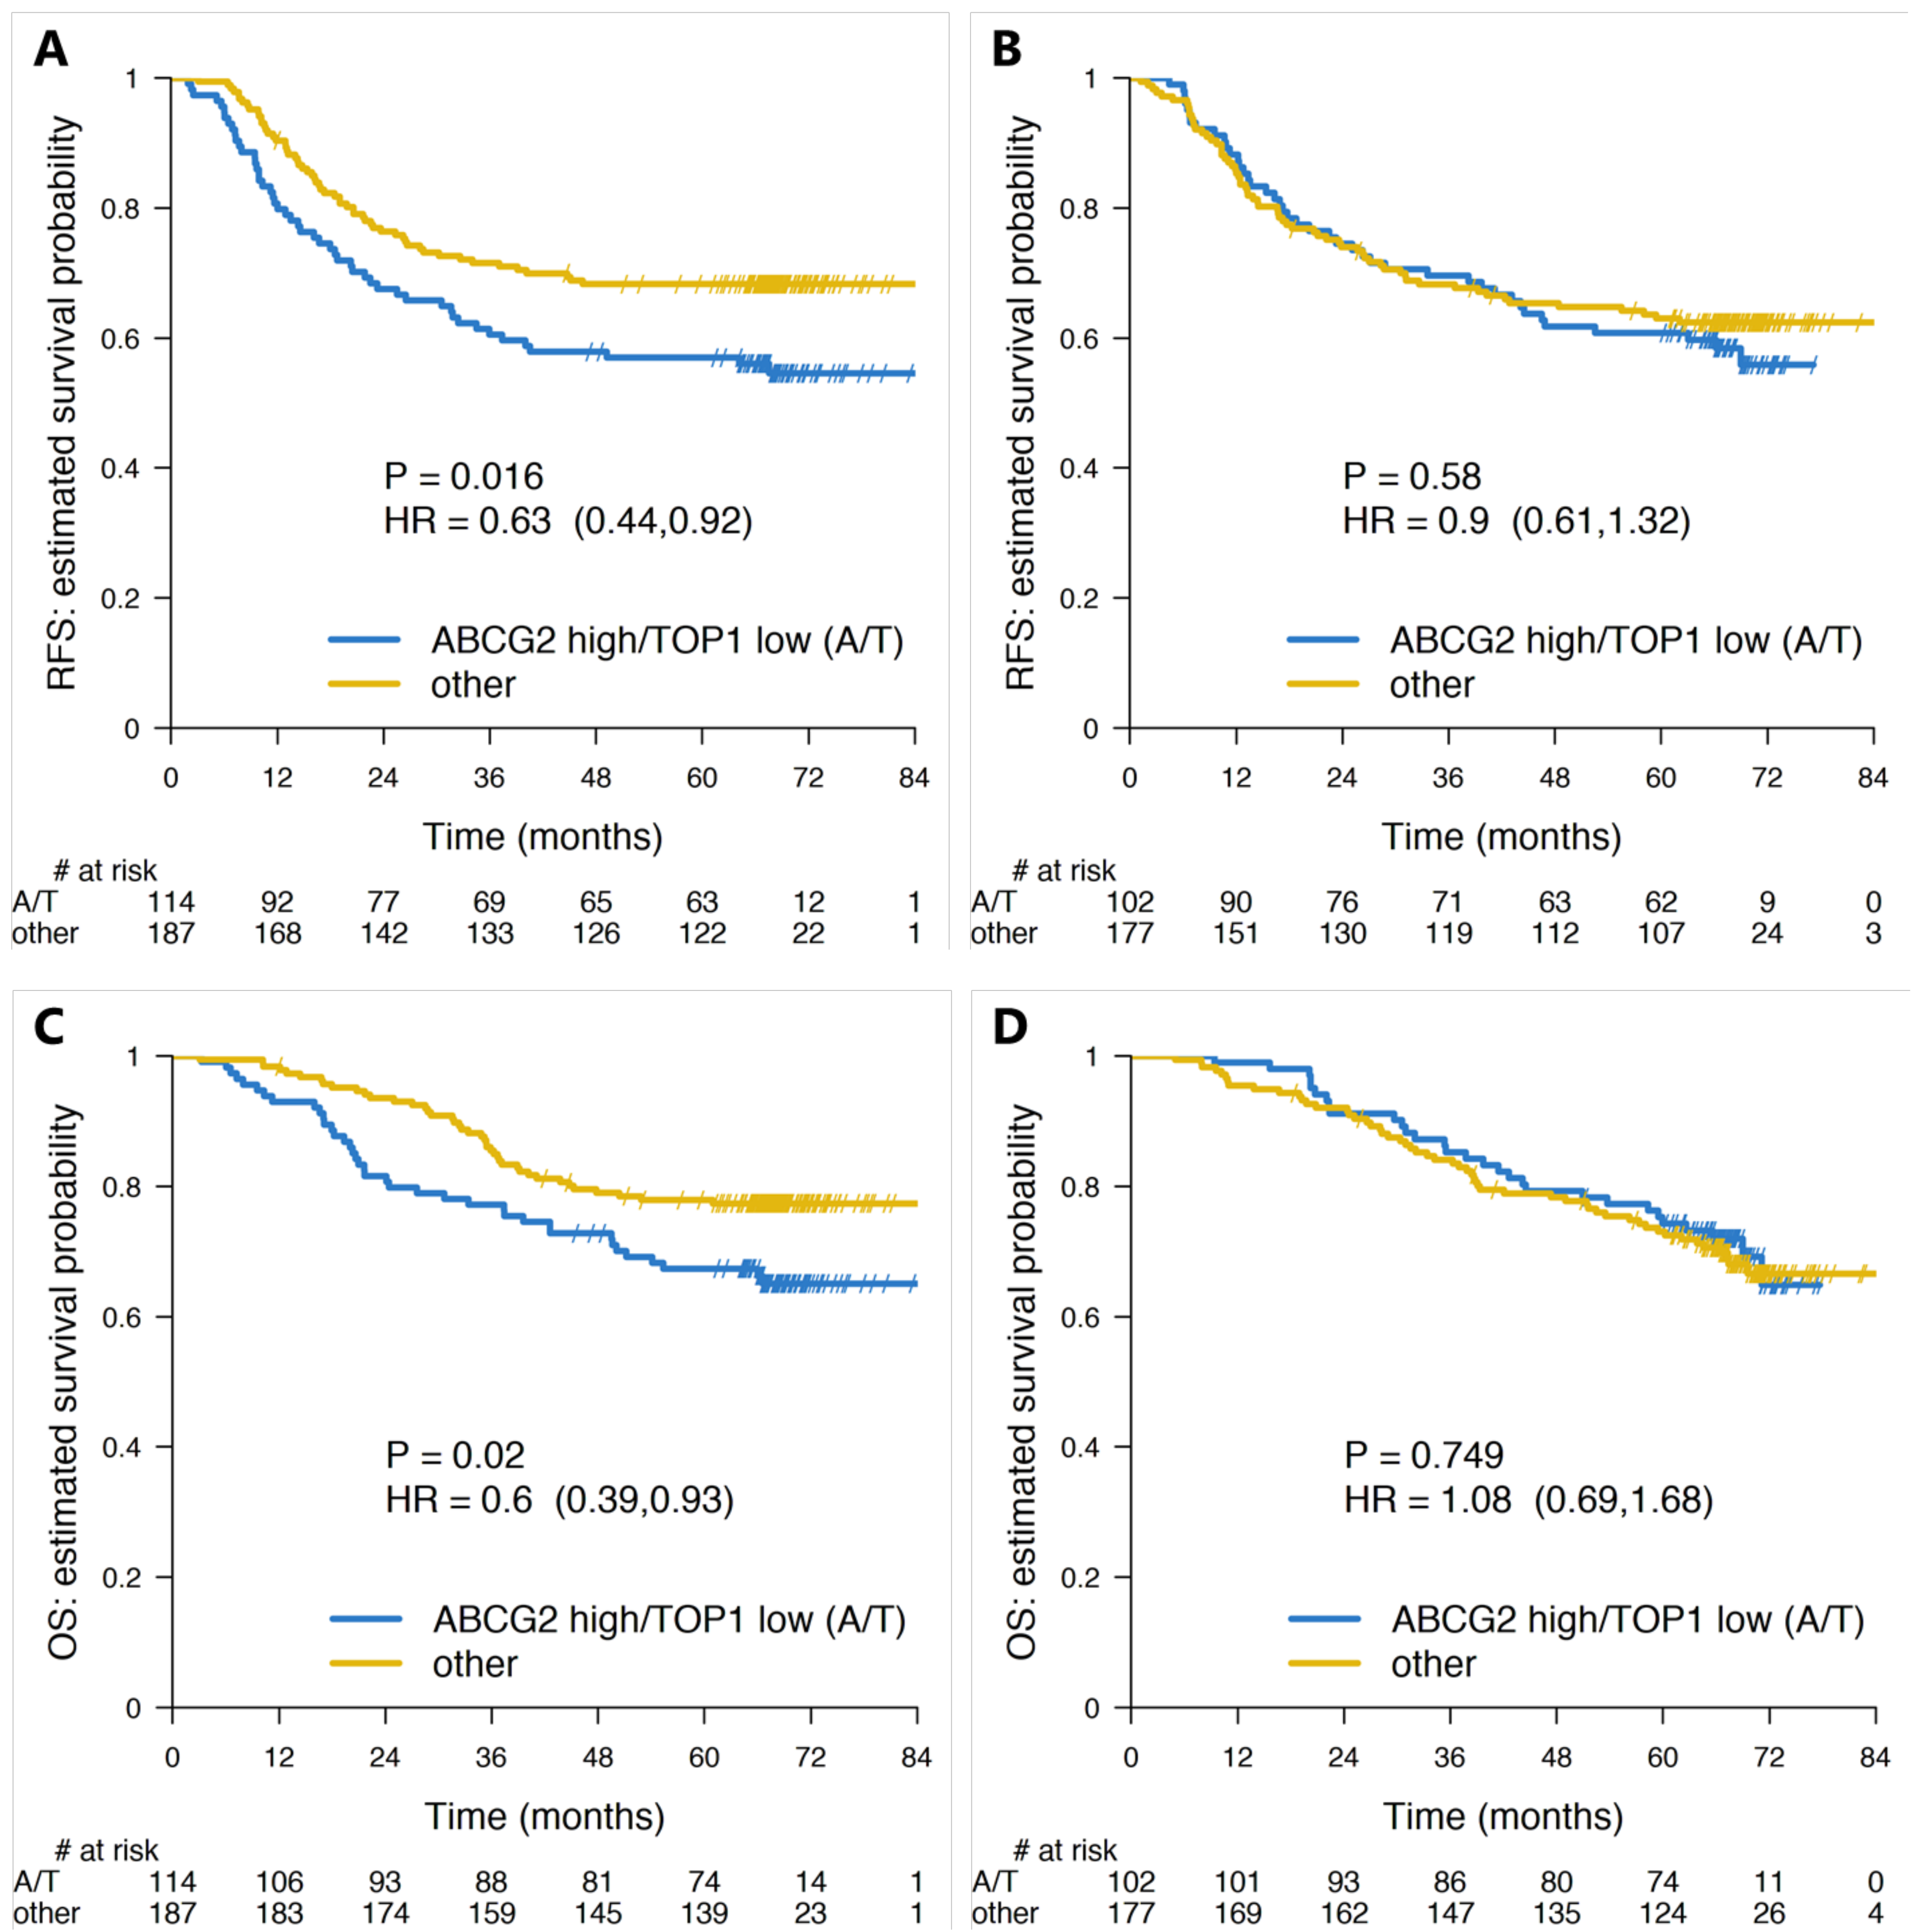 A
RFS: estimated survival probability
1
0.8
0.6
0.4
0.2
0
P = 0.016
HR = 0.63 (0.44,0.92)
ABCG2 high/TOP1 low (A/T)
other
0 12 24 36 48 60 72 84
Time (months)
# at risk
A/T 114 92 77 69 65 63 12 1
other 187 168 142 133 126 122 22 1
B
RFS: estimated survival probability
1
0.8
0.6
0.4
0.2
0
P = 0.58
HR = 0.9 (0.61,1.32)
ABCG2 high/TOP1 low (A/T)
other
0 12 24 36 48 60 72 84
Time (months)
# at risk
A/T 102 90 76 71 63 62 9 0
other 177 151 130 119 112 107 24 3
C
OS: estimated survival probability
1
0.8
0.6
0.4
0.2
0
P = 0.02
HR = 0.6 (0.39,0.93)
ABCG2 high/TOP1 low (A/T)
other
0 12 24 36 48 60 72 84
Time (months)
# at risk
A/T 114 106 93 88 81 74 14 1
other 187 183 174 159 145 139 23 1
D
OS: estimated survival probability
1
0.8
0.6
0.4
0.2
0
P = 0.749
HR = 1.08 (0.69,1.68)
ABCG2 high/TOP1 low (A/T)
other
0 12 24 36 48 60 72 84
Time (months)
# at risk
A/T 102 101 93 86 80 74 11 0
other 177 169 162 147 135 124 26 4